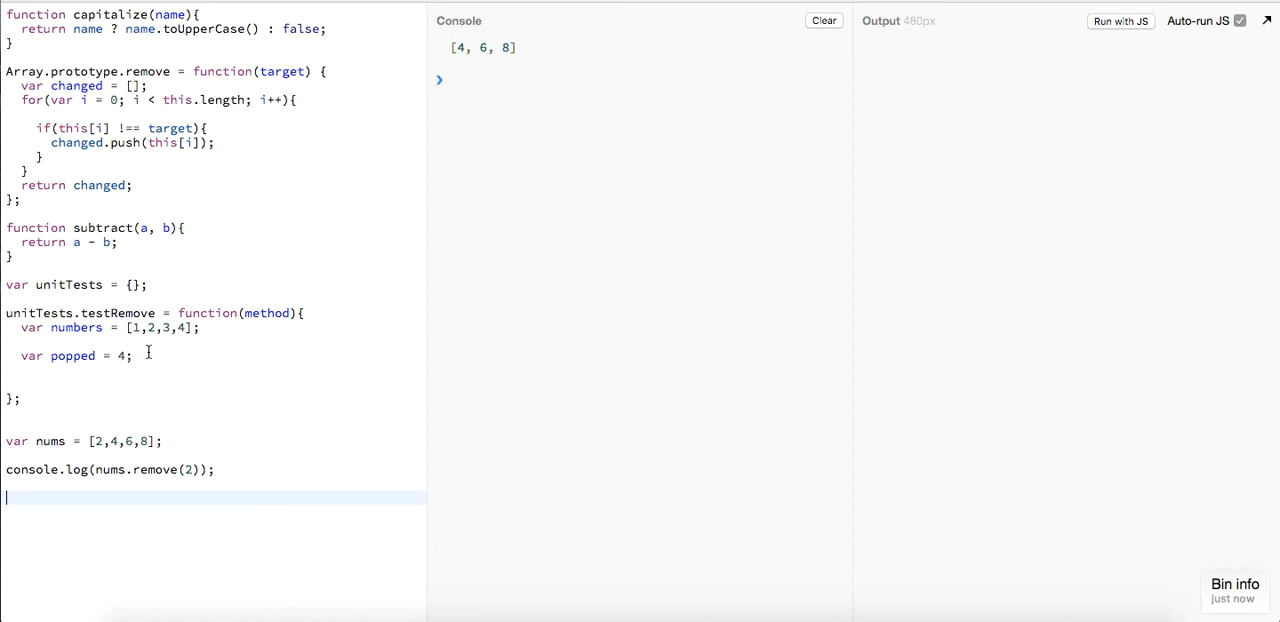 function capitalize(name){
  return name ? name.toUpperCase() : false;
}
Array.prototype.remove = function(target) {
  var changed = [];
  for(var i = 0; i < this.length; i++){
    if(this[i] !== target){
      changed.push(this[i]);
    }
  }
  return changed;
};
function subtract(a, b){
  return a - b;
}
var unitTests = {};
unitTests.testRemove = function(method){
  var numbers = [1,2,3,4];
  var popped = 4;
};
var nums = [2,4,6,8];
console.log(nums.remove(2));
Console Clear
[4, 6, 8]
Output 480px Run with JS Auto-run JS
Bin info
just now